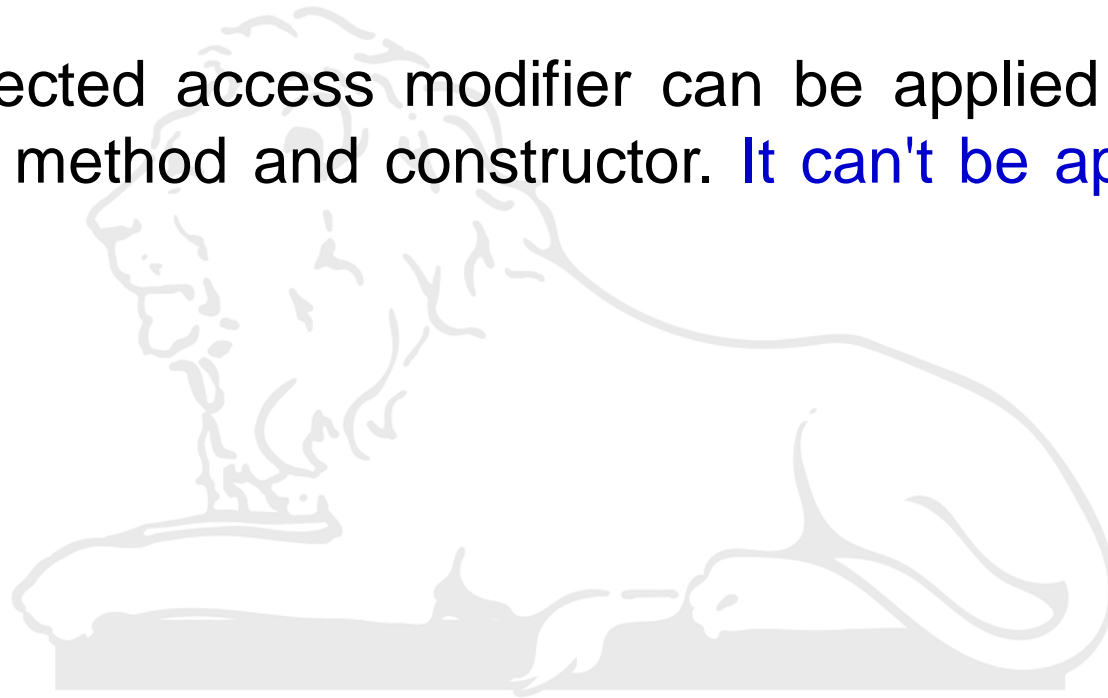 ected access modifier can be applied
method and constructor. It can't be ap